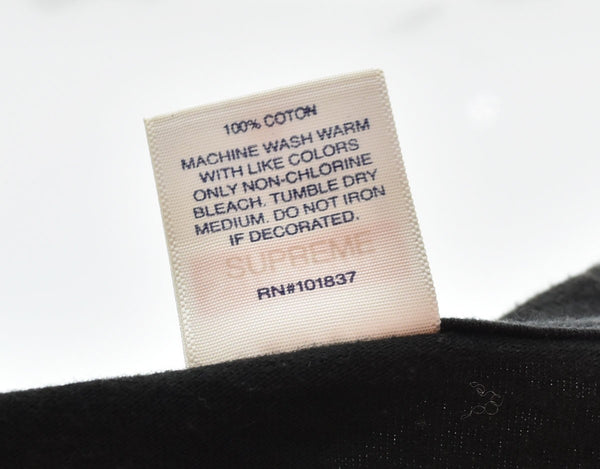 100% COTON
MACHINE WASH WARM
WITH LIKE COLORS
ONLY NON-CHLORINE
BLEACH. TUMBLE DRY
MEDIUM. DO NOT IRON
IF DECORATED.
SUPREME
RN#101837